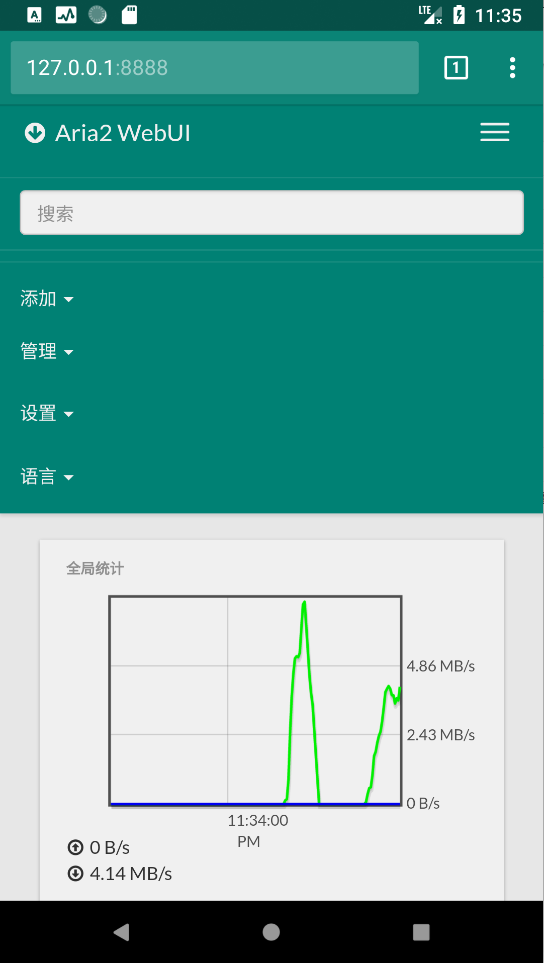 LTE 11:35
127.0.0.1:8888 1
Aria2 WebUI
搜索
添加
管理
设置
语言
全局统计
4.86 MB/s
2.43 MB/s
0 B/s
11:34:00
PM
0 B/s
4.14 MB/s